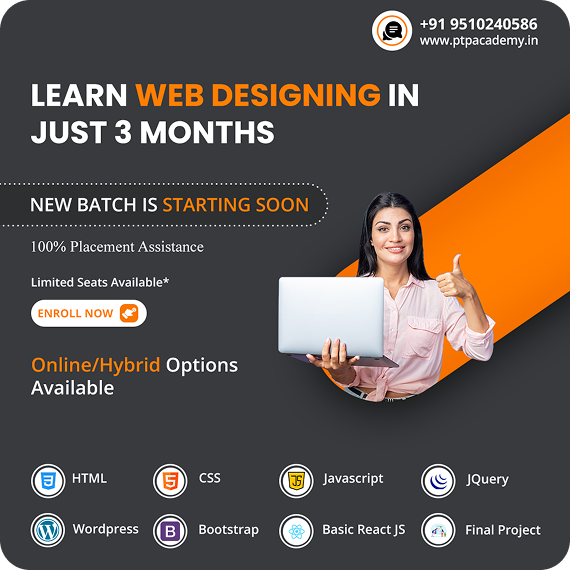 +91 9510240586
www.ptpacademy.in
LEARN WEB DESIGNING IN
JUST 3 MONTHS
NEW BATCH IS STARTING SOON
100% Placement Assistance
Limited Seats Available*
ENROLL NOW
Online/Hybrid Options
Available
HTML
CSS
Javascript
JQuery
Wordpress
Bootstrap
Basic React JS
Final Project